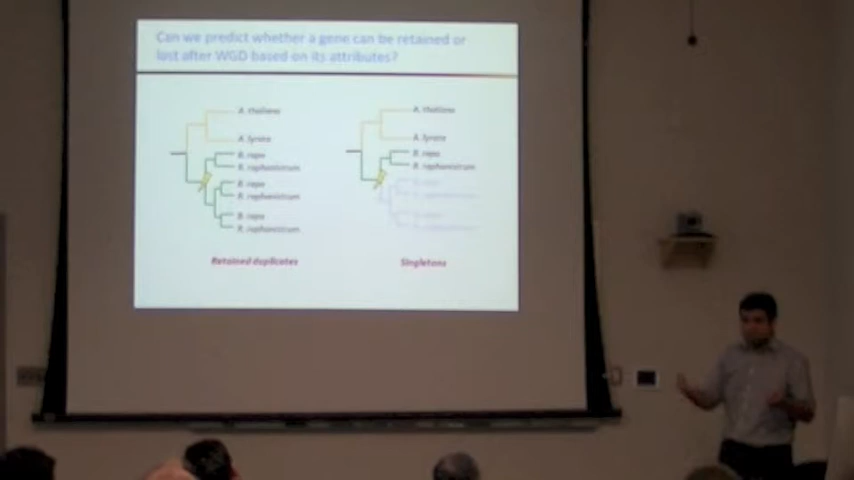 Can we predict whether a gene can be retained or
lost after WGD based on its attributes?
A. thaliana
A. lyrata
B. rapa
R. raphanistrum
B. rapa
R. raphanistrum
B. rapa
R. raphanistrum
Retained duplicates
A. thaliana
A. lyrata
B. rapa
R. raphanistrum
Singletons